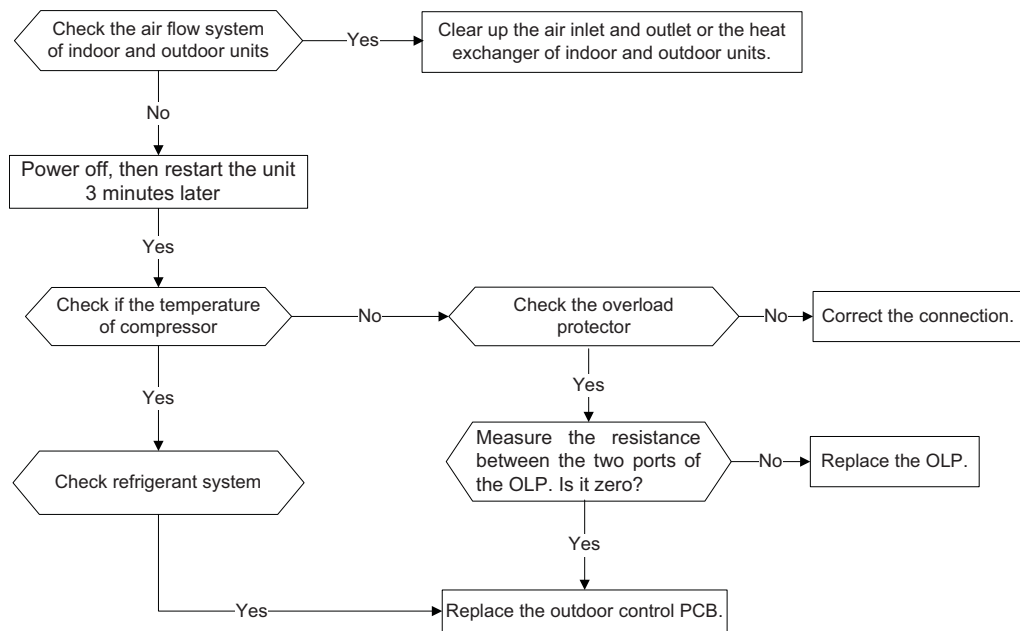 Check the air flow system
of indoor and outdoor units
Yes
Clear up the air inlet and outlet or the heat
exchanger of indoor and outdoor units.
No
Power off, then restart the unit
3 minutes later
Yes
Check if the temperature
of compressor
No
Check the overload
protector
No
Correct the connection.
Yes
Yes
Check refrigerant system
Measure the resistance
between the two ports of
the OLP. Is it zero?
No
Replace the OLP.
Yes
Yes
Replace the outdoor control PCB.